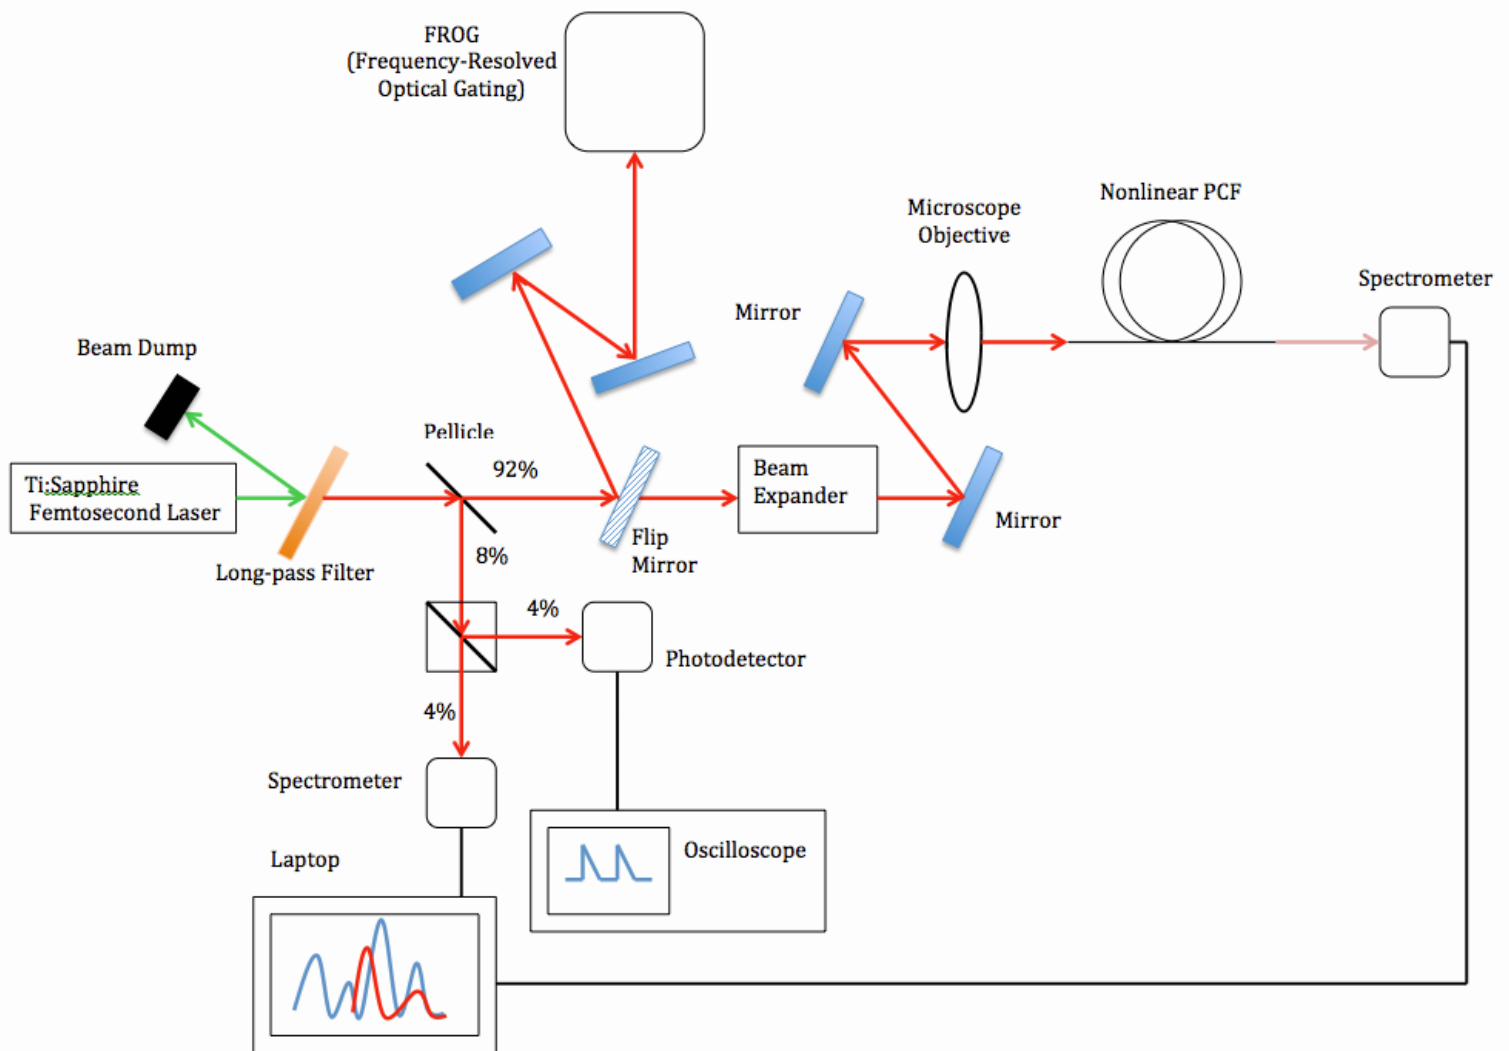 FROG
(Frequency-Resolved
Optical Gating)
Nonlinear PCF
Microscope
Objective
Spectrometer
Mirror
Beam Dump
Pellicle
92%
Ti:Sapphire
Femtosecond Laser
Beam
Expander
Mirror
Flip
Mirror
8%
Long-pass Filter
4%
Photodetector
4%
Spectrometer
Oscilloscope
Laptop